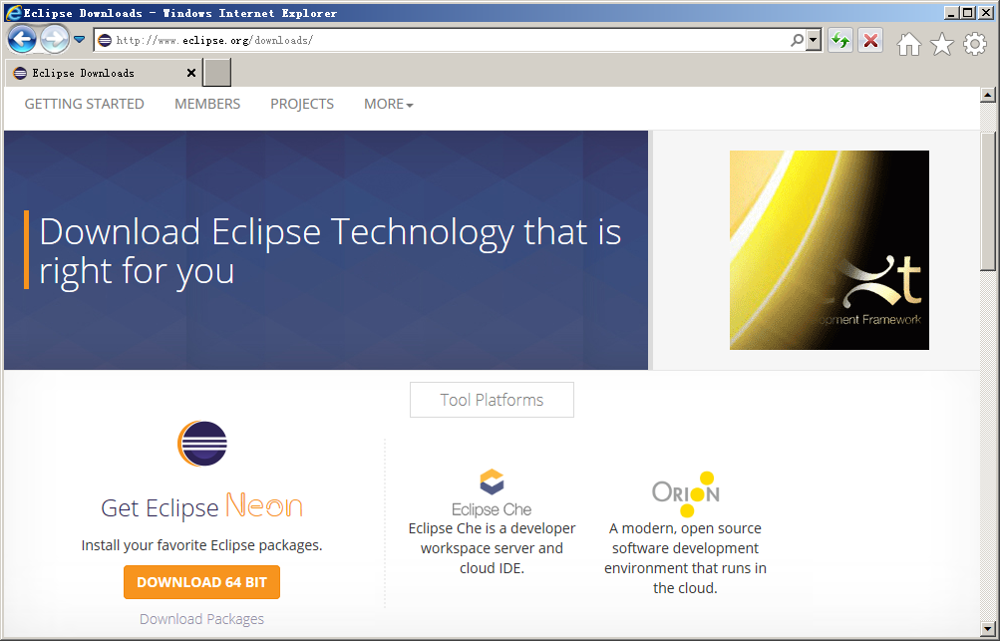 Eclipse Downloads - Windows Internet Explorer
http://www.eclipse.org/downloads/
Eclipse Downloads
GETTING STARTED MEMBERS PROJECTS MORE
Download Eclipse Technology that is
right for you
xt
pment Framework
Tool Platforms
Get Eclipse Neon
Install your favorite Eclipse packages.
DOWNLOAD 64 BIT
Download Packages
Eclipse Che
Eclipse Che is a developer
workspace server and
cloud IDE.
ORION
A modern, open source
software development
environment that runs in
the cloud.